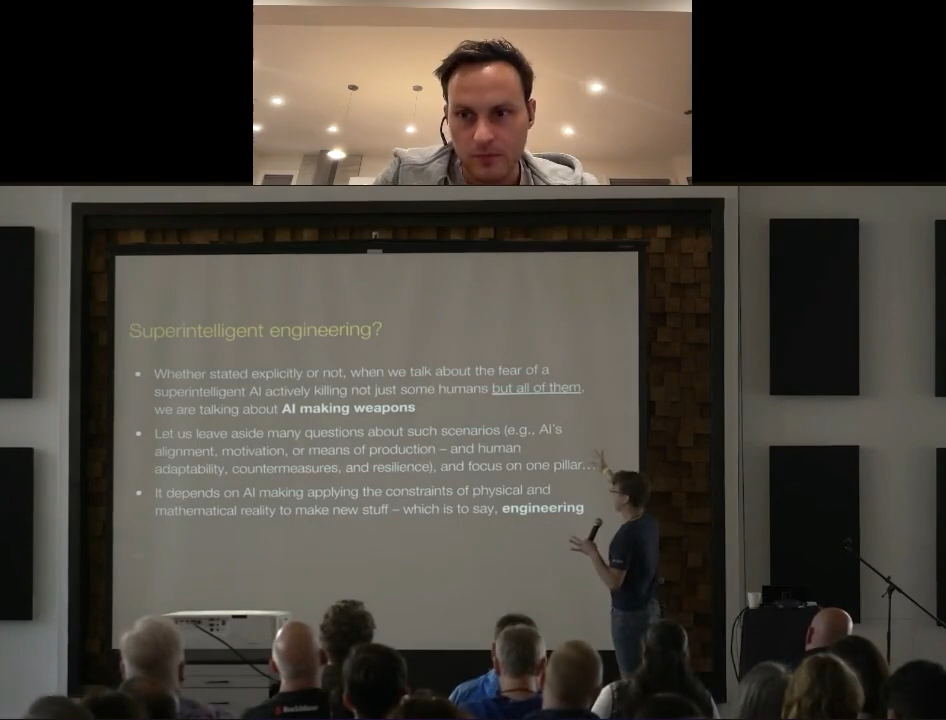 Superintelligent engineering?
• Whether stated explicitly or not, when we talk about the fear of a
superintelligent AI actively killing not just some humans but all of them,
we are talking about AI making weapons
• Let us leave aside many questions about such scenarios (e.g., AI's
alignment, motivation, or means of production – and human
adaptability, countermeasures, and resilience), and focus on one pillar...
• It depends on AI making applying the constraints of physical and
mathematical reality to make new stuff – which is to say, engineering